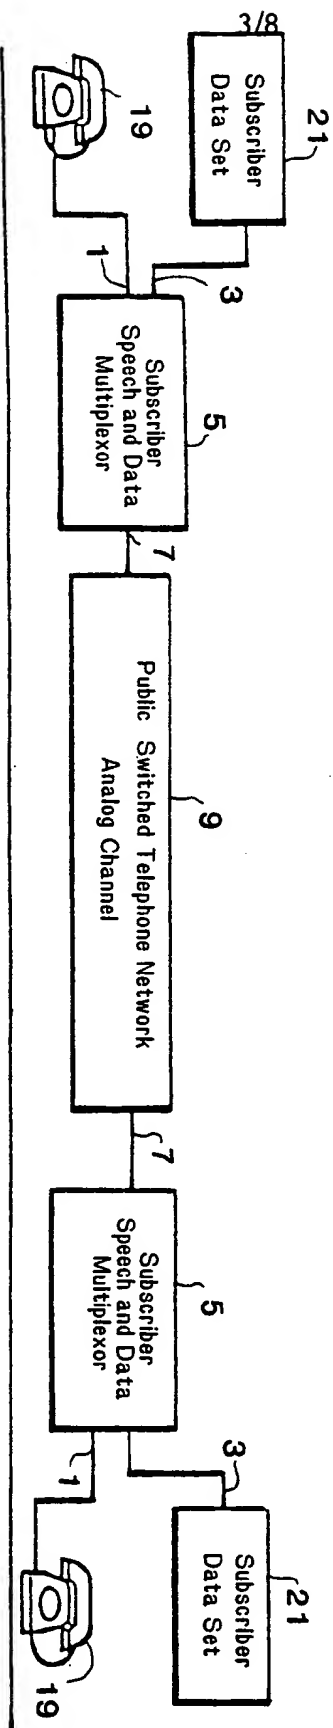 3/8
21
Subscriber
Data Set
19
3
1
5
Subscriber
Speech and Data
Multiplexor
7
9
Public Switched Telephone Network
Analog Channel
7
5
Subscriber
Speech and Data
Multiplexor
3
1
21
Subscriber
Data Set
19